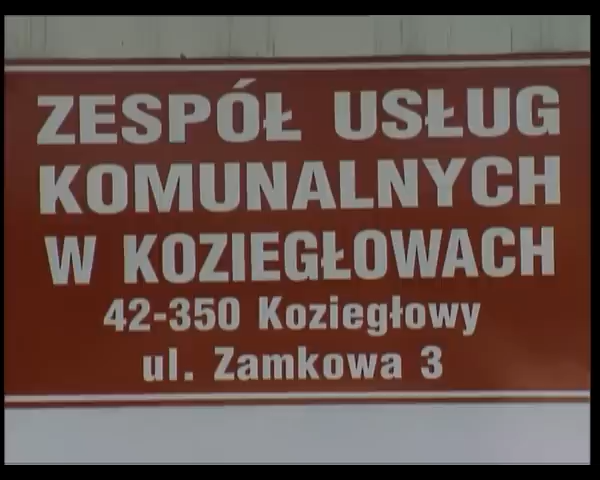 ZESPÓŁ USŁUG
KOMUNALNYCH
W KOZIEGŁOWACH
42-350 Koziegłowy
ul. Zamkowa 3